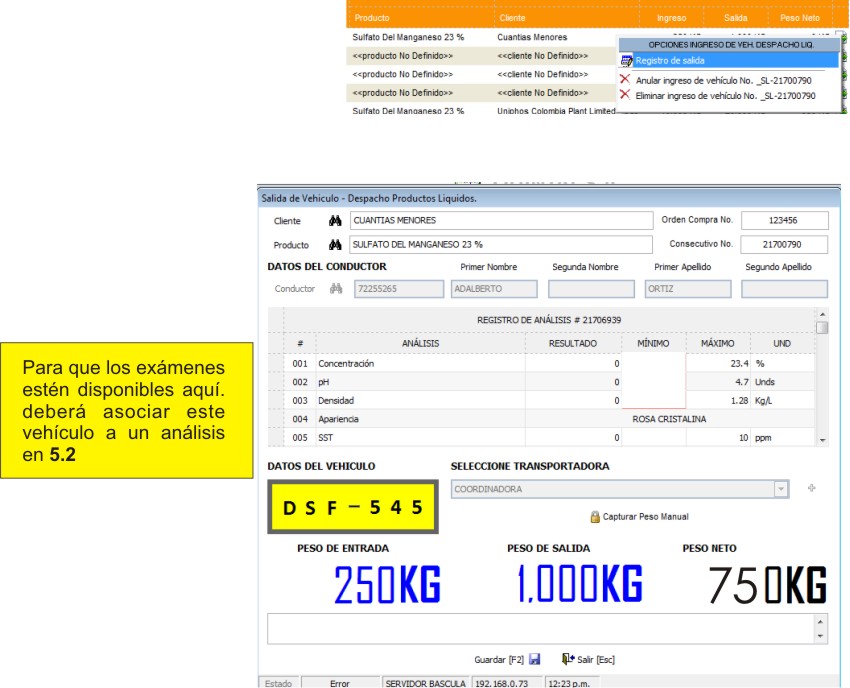 Producto Cliente Ingreso Salida Peso Neto
Sulfato Del Manganeso 23 % Cuantias Menores
<<producto No Definido>> <<cliente No Definido>>
<<producto No Definido>> <<cliente No Definido>>
<<producto No Definido>> <<cliente No Definido>>
Sulfato Del Manganeso 23 % Uniphos Colombia Plant Limited
OPCIONES INGRESO DE VEH. DESPACHO LIQ.
Registro de salida
Anular ingreso de vehículo No. _SL-21700790
Eliminar ingreso de vehículo No. _SL-21700790
Salida de Vehiculo - Despacho Productos Liquidos.
Cliente CUANTIAS MENORES Orden Compra No. 123456
Producto SULFATO DEL MANGANESO 23 % Consecutivo No. 21700790
DATOS DEL CONDUCTOR Primer Nombre Segunda Nombre Primer Apellido Segundo Apellido
Conductor 72255265 ADALBERTO ORTIZ
REGISTRO DE ANÁLISIS # 21706939
# ANÁLISIS RESULTADO MÍNIMO MÁXIMO UND
001 Concentración 0 23.4 %
002 pH 0 4.7 Unds
003 Densidad 0 1.28 Kg/L
004 Apariencia ROSA CRISTALINA
005 SST 0 10 ppm
Para que los exámenes
estén disponibles aquí.
deberá asociar este
vehículo a un análisis
en 5.2
DATOS DEL VEHICULO SELECCIONE TRANSPORTADORA
COORDINADORA
DSF-545
Capturar Peso Manual
PESO DE ENTRADA PESO DE SALIDA PESO NETO
250KG 1,000KG 750KG
Guardar [F2] Salir [Esc]
Estado Error SERVIDOR BASCULA 192.168.0.73 12:23 p.m.